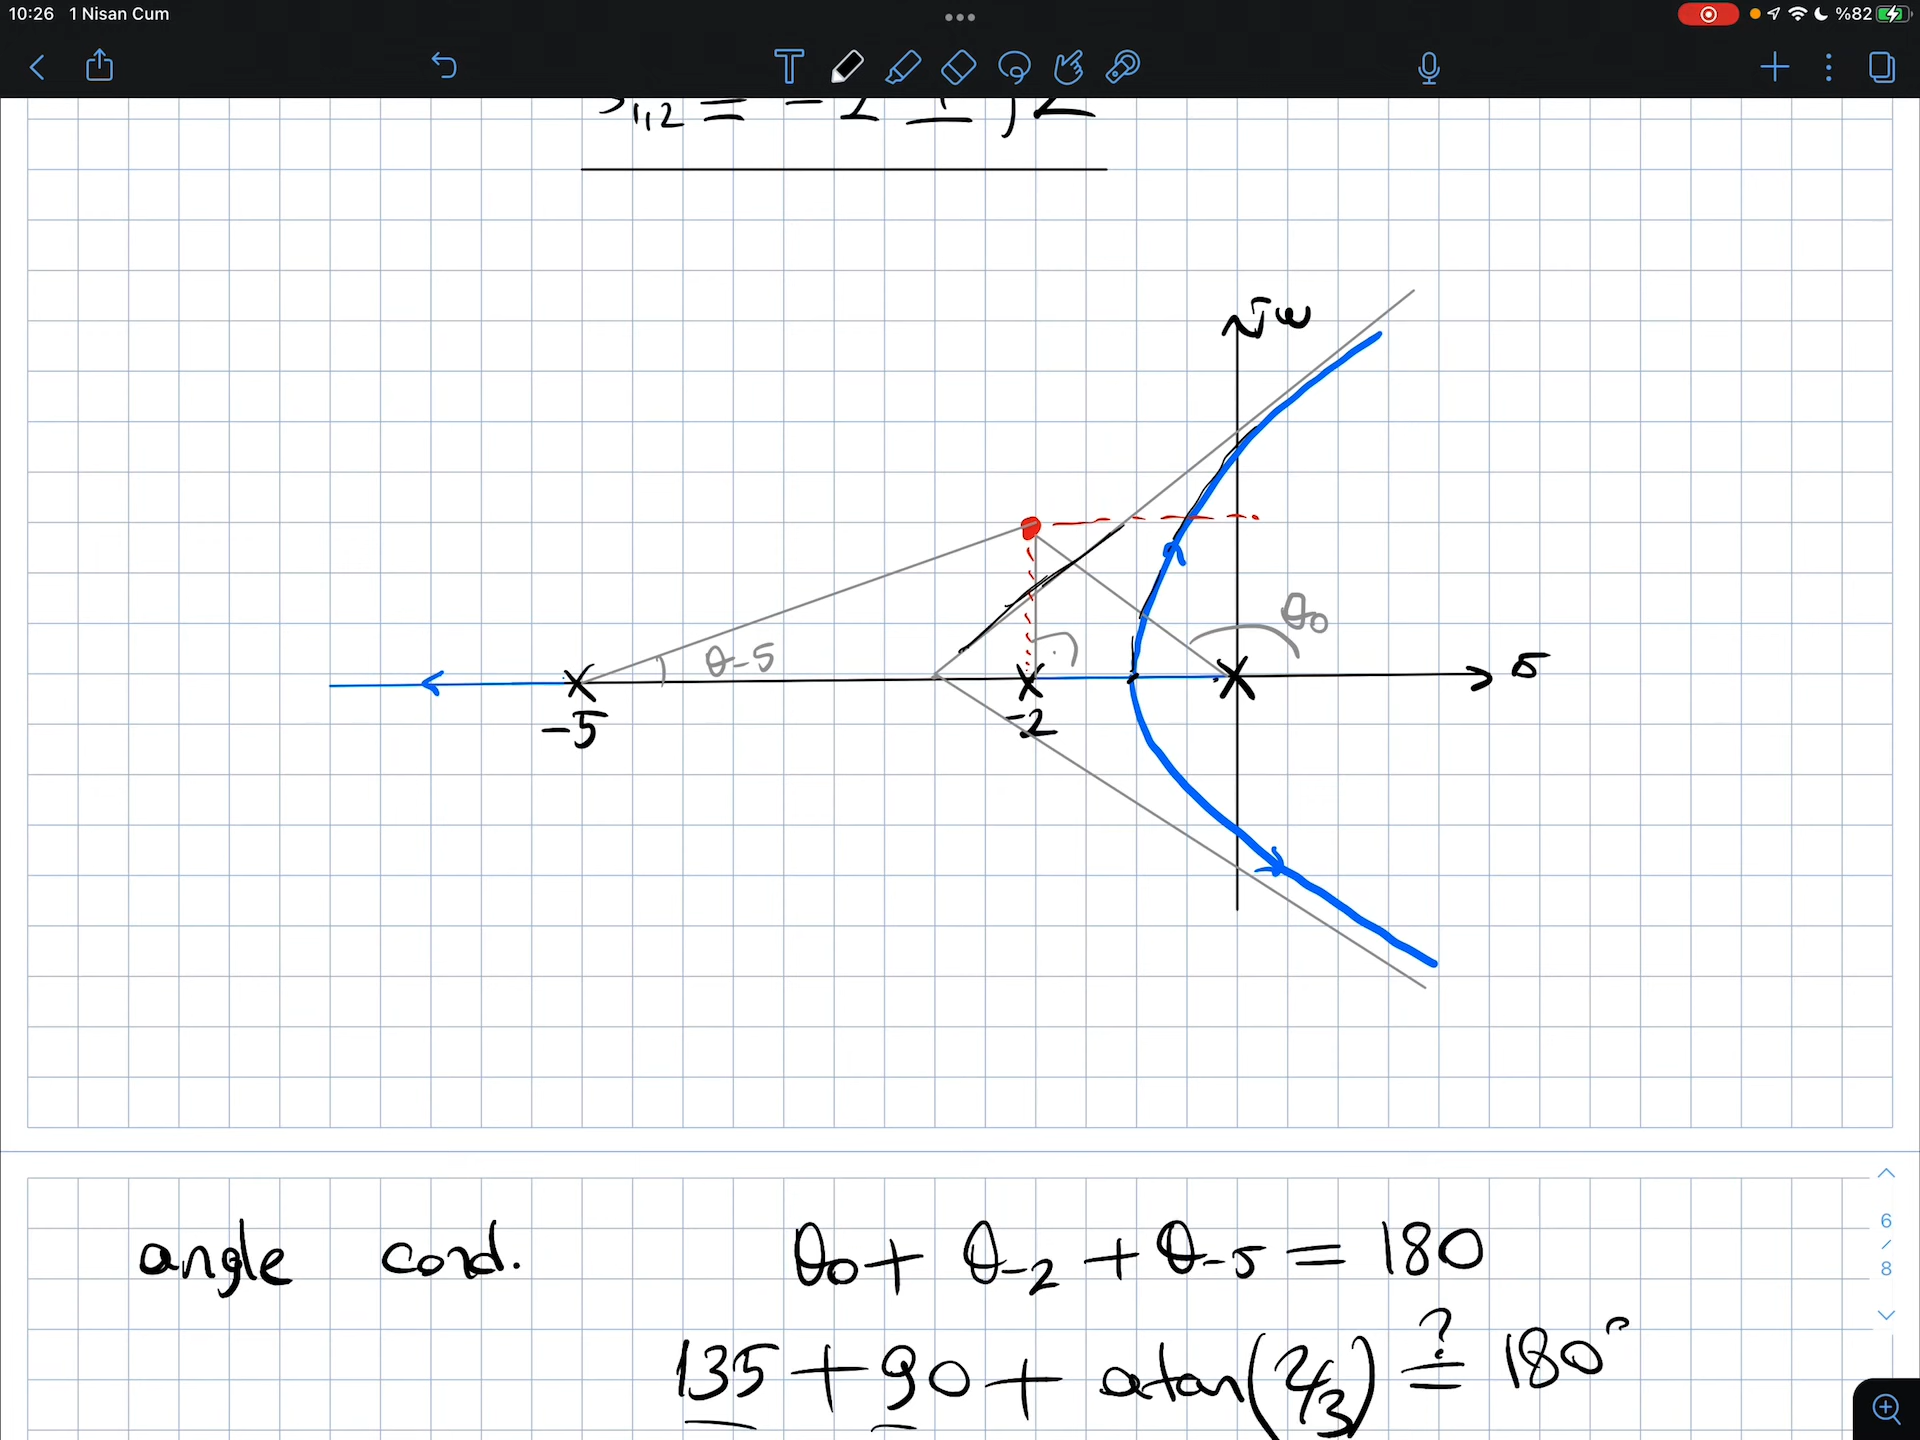 10:26 1 Nisan Cum
%82
S1,2 = -2 ± j2
jω
θ0
θ-5
σ
-5
-2
6
/
8
angle cond.
θ0 + θ-2 + θ-5 = 180
135 + 90 + atan(2/3) ?= 180°